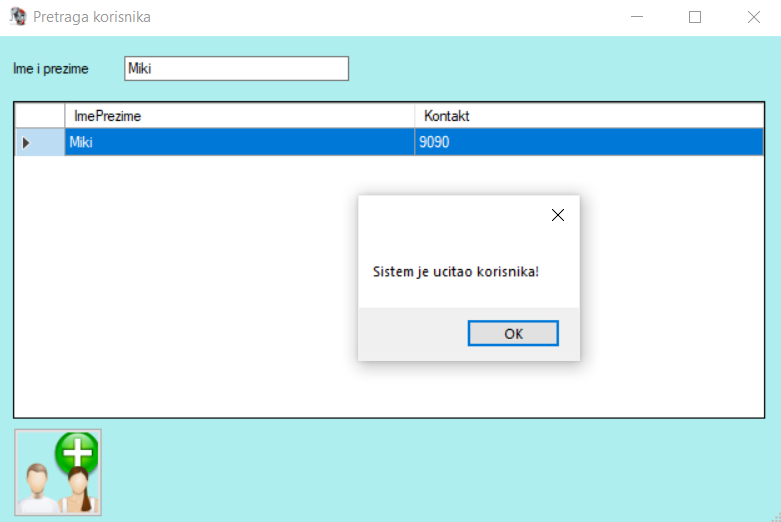 Pretraga korisnika
Ime i prezime Miki
ImePrezime Kontakt
Miki 9090
Sistem je ucitao korisnika!
OK